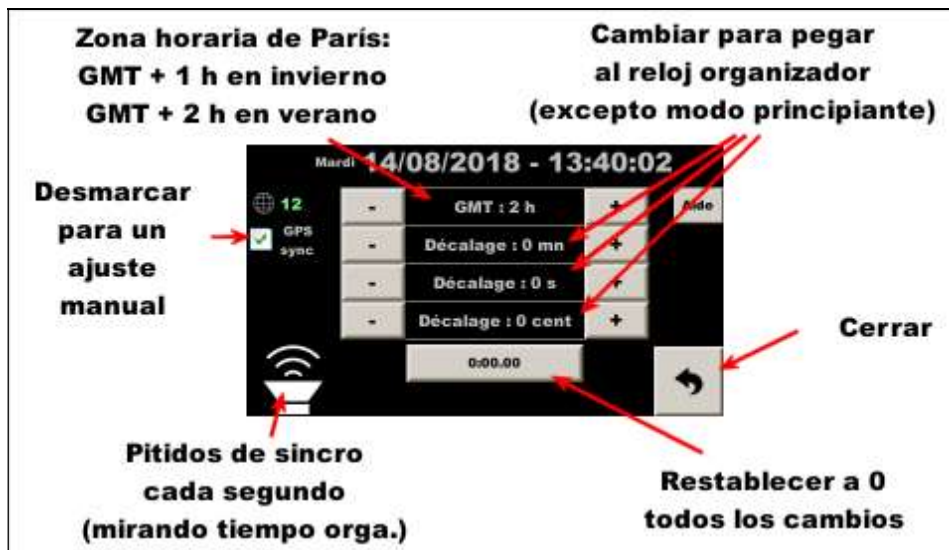 Zona horaria de París:
GMT + 1 h en invierno
GMT + 2 h en verano
Cambiar para pegar
al reloj organizador
(excepto modo principiante)
Desmarcar
para un
ajuste
manual
Mardi 14/08/2018 - 13:40:02
12
GPS
sync
- GMT : 2 h +
Aide
- Décalage : 0 mn +
- Décalage : 0 s +
- Décalage : 0 cent +
0:00.00
Cerrar
Pitidos de sincro
cada segundo
(mirando tiempo orga.)
Restablecer a 0
todos los cambios